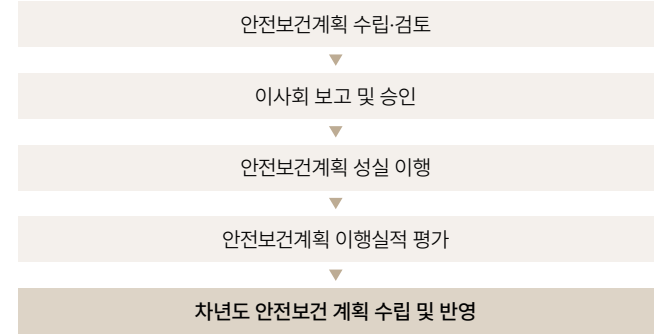 안전보건계획 수립·검토
이사회 보고 및 승인
안전보건계획 성실 이행
안전보건계획 이행실적 평가
차년도 안전보건 계획 수립 및 반영